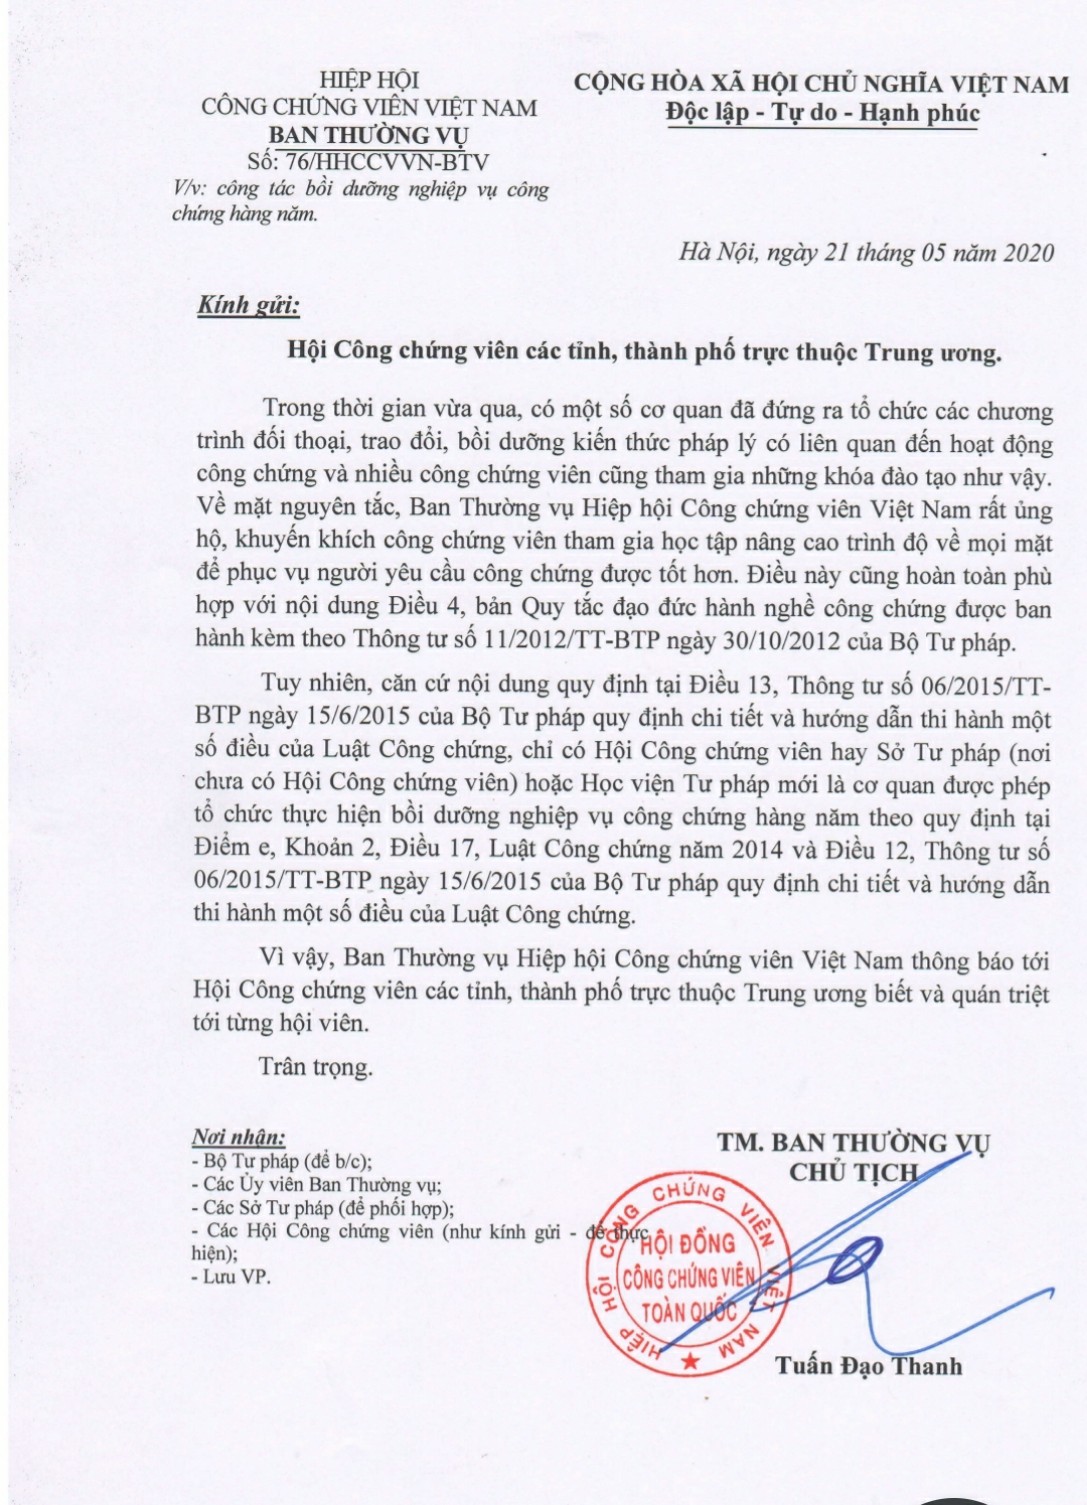 HIỆP HỘI
CÔNG CHỨNG VIÊN VIỆT NAM
BAN THƯỜNG VỤ
Số: 76/HHCCVVN-BTV
V/v: công tác bồi dưỡng nghiệp vụ công
chứng hàng năm.
CỘNG HÒA XÃ HỘI CHỦ NGHĨA VIỆT NAM
Độc lập - Tự do - Hạnh phúc
Hà Nội, ngày 21 tháng 05 năm 2020
Kính gửi:
Hội Công chứng viên các tỉnh, thành phố trực thuộc Trung ương.
Trong thời gian vừa qua, có một số cơ quan đã đứng ra tổ chức các chương
trình đối thoại, trao đổi, bồi dưỡng kiến thức pháp lý có liên quan đến hoạt động
công chứng và nhiều công chứng viên cũng tham gia những khóa đào tạo như vậy.
Về mặt nguyên tắc, Ban Thường vụ Hiệp hội Công chứng viên Việt Nam rất ủng
hộ, khuyến khích công chứng viên tham gia học tập nâng cao trình độ về mọi mặt
để phục vụ người yêu cầu công chứng được tốt hơn. Điều này cũng hoàn toàn phù
hợp với nội dung Điều 4, bản Quy tắc đạo đức hành nghề công chứng được ban
hành kèm theo Thông tư số 11/2012/TT-BTP ngày 30/10/2012 của Bộ Tư pháp.
Tuy nhiên, căn cứ nội dung quy định tại Điều 13, Thông tư số 06/2015/TT-
BTP ngày 15/6/2015 của Bộ Tư pháp quy định chi tiết và hướng dẫn thi hành một
số điều của Luật Công chứng, chỉ có Hội Công chứng viên hay Sở Tư pháp (nơi
chưa có Hội Công chứng viên) hoặc Học viện Tư pháp mới là cơ quan được phép
tổ chức thực hiện bồi dưỡng nghiệp vụ công chứng hàng năm theo quy định tại
Điểm e, Khoản 2, Điều 17, Luật Công chứng năm 2014 và Điều 12, Thông tư số
06/2015/TT-BTP ngày 15/6/2015 của Bộ Tư pháp quy định chi tiết và hướng dẫn
thi hành một số điều của Luật Công chứng.
Vì vậy, Ban Thường vụ Hiệp hội Công chứng viên Việt Nam thông báo tới
Hội Công chứng viên các tỉnh, thành phố trực thuộc Trung ương biết và quán triệt
tới từng hội viên.
Trân trọng.
Nơi nhận:
- Bộ Tư pháp (để b/c);
- Các Ủy viên Ban Thường vụ;
- Các Sở Tư pháp (để phối hợp);
- Các Hội Công chứng viên (như kính gửi - để thực
hiện);
- Lưu VP.
TM. BAN THƯỜNG VỤ
CHỦ TỊCH
HIỆP HỘI CÔNG CHỨNG VIÊN VIỆT NAM
HỘI ĐỒNG
CÔNG CHỨNG VIÊN
TOÀN QUỐC
Tuấn Đạo Thanh